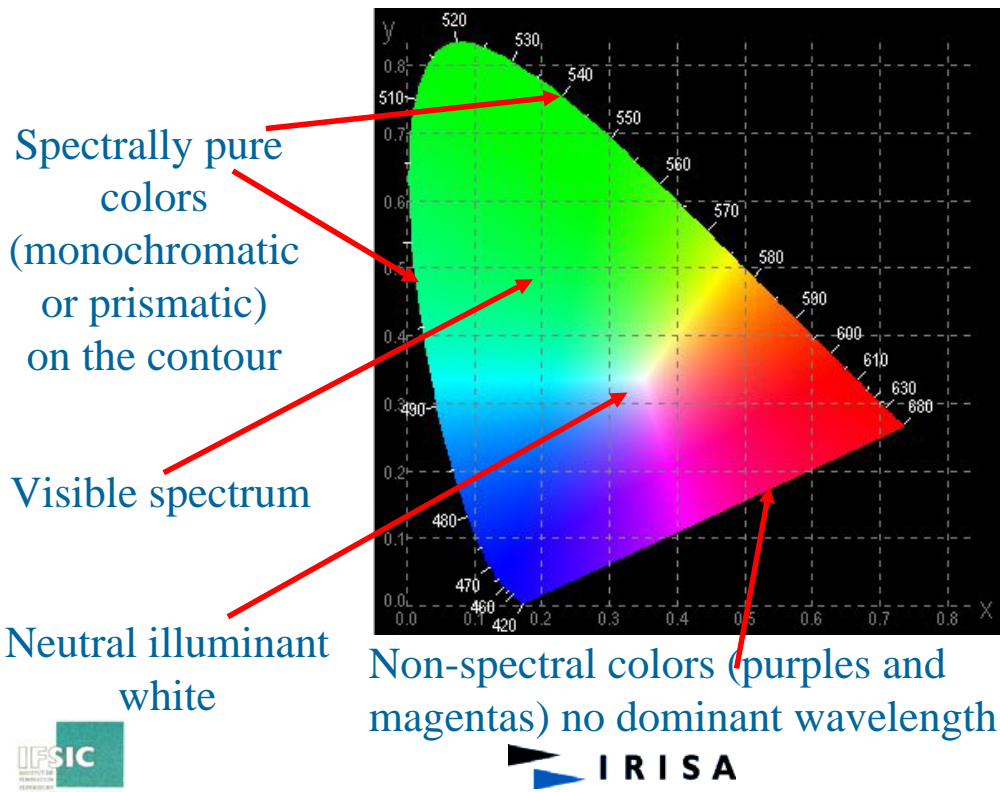 Spectrally pure
colors
(monochromatic
or prismatic)
on the contour
Visible spectrum
Neutral illuminant
white
y
520
530
540
510
550
560
570
580
590
600
610
630
680
490
480
470
460
420
0.8
0.7
0.6
0.5
0.4
0.3
0.2
0.1
0.0
0.0 0.1 0.2 0.3 0.4 0.5 0.6 0.7 0.8 X
Non-spectral colors (purples and
magentas) no dominant wavelength
IFSIC
IRISA